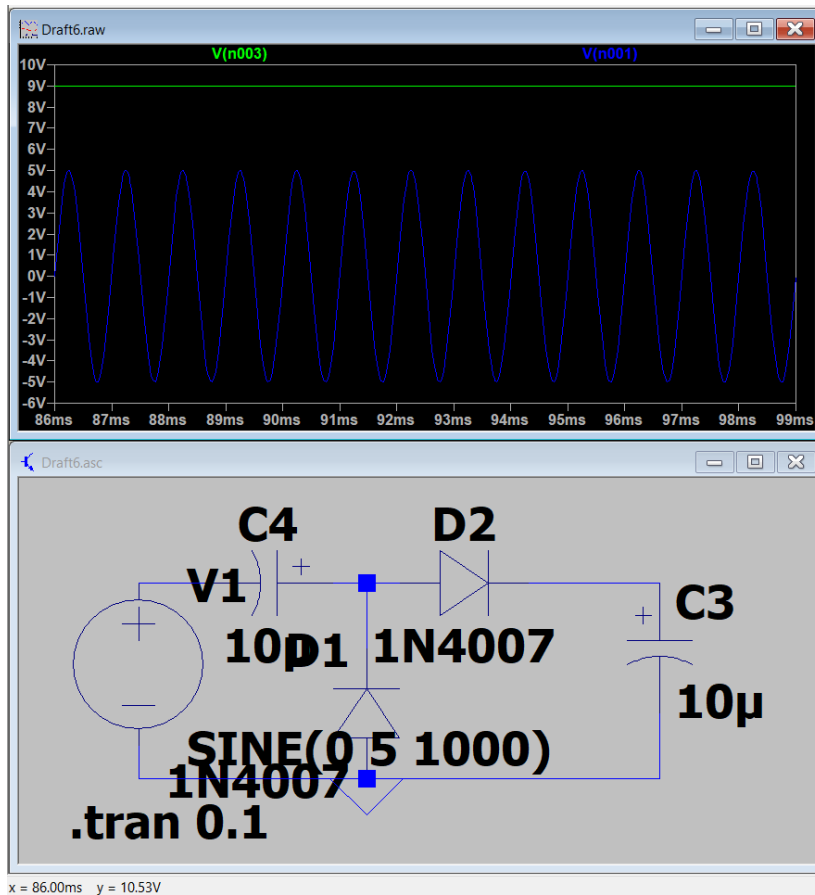 Draft6.raw
V(n003) V(n001)
10V
9V
8V
7V
6V
5V
4V
3V
2V
1V
0V
-1V
-2V
-3V
-4V
-5V
-6V
86ms 87ms 88ms 89ms 90ms 91ms 92ms 93ms 94ms 95ms 96ms 97ms 98ms 99ms
Draft6.asc
C4 D2
V1 C3
10µ D1 1N4007
10µ
SINE(0 5 1000)
1N4007
.tran 0.1
x = 86.00ms y = 10.53V